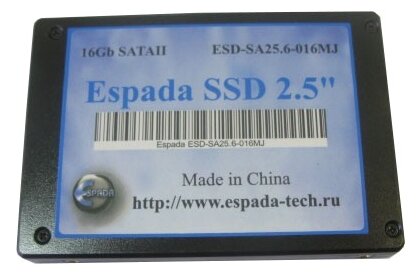 16Gb SATAII ESD-SA25.6-016MJ
Espada SSD 2.5"
Espada ESD-SA25.6-016MJ
ESPADA
Made in China
http://www.espada-tech.ru